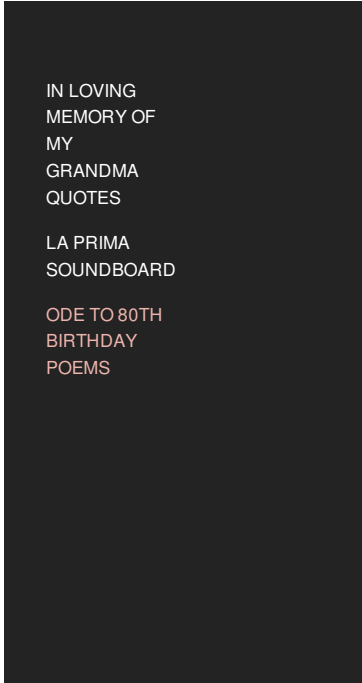 IN LOVING
MEMORY OF
MY
GRANDMA
QUOTES
LA PRIMA
SOUNDBOARD
ODE TO 80TH
BIRTHDAY
POEMS